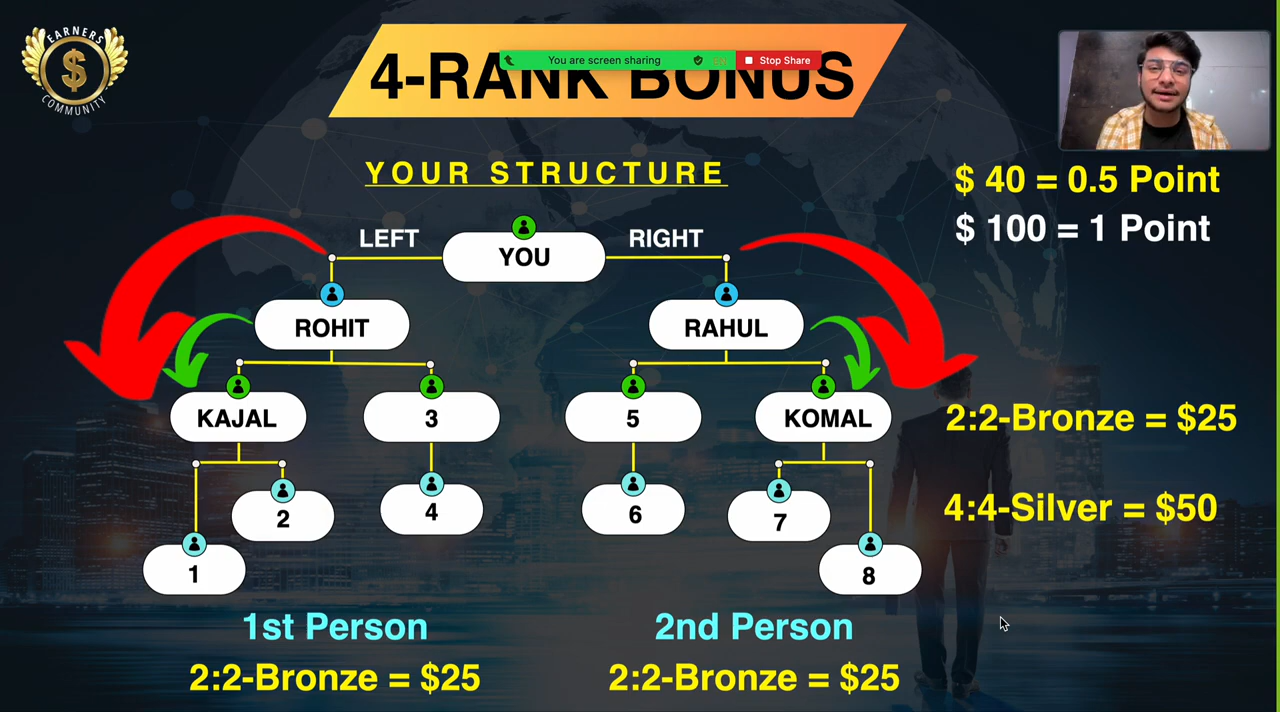 EARNERS
$
COMMUNITY
4-RANK BONUS
You are screen sharing
Stop Share
YOUR STRUCTURE
$ 40 = 0.5 Point
$ 100 = 1 Point
LEFT
YOU
RIGHT
ROHIT
RAHUL
KAJAL
3
5
KOMAL
2:2-Bronze = $25
2
4
6
7
4:4-Silver = $50
1
8
1st Person
2nd Person
2:2-Bronze = $25
2:2-Bronze = $25